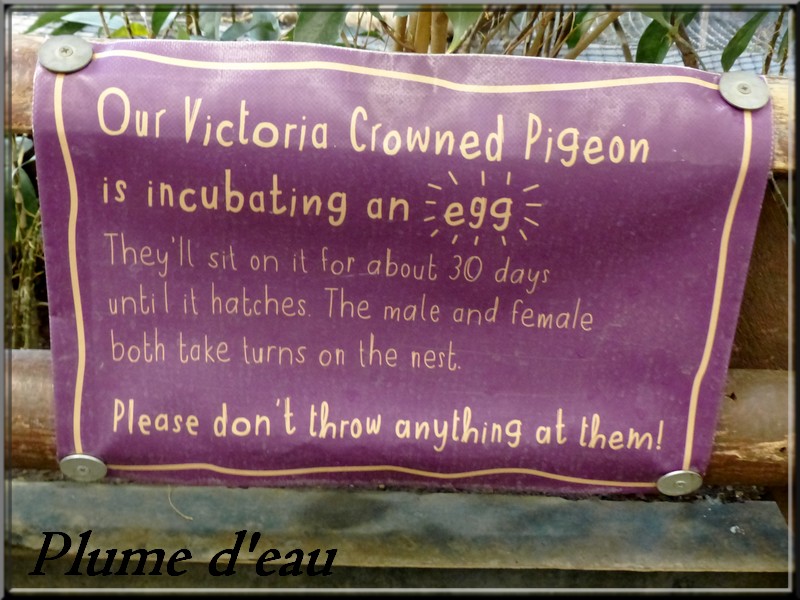 Our Victoria Crowned Pigeon
is incubating an egg
They'll sit on it for about 30 days
until it hatches. The male and female
both take turns on the nest.
Please don't throw anything at them!
Plume d'eau